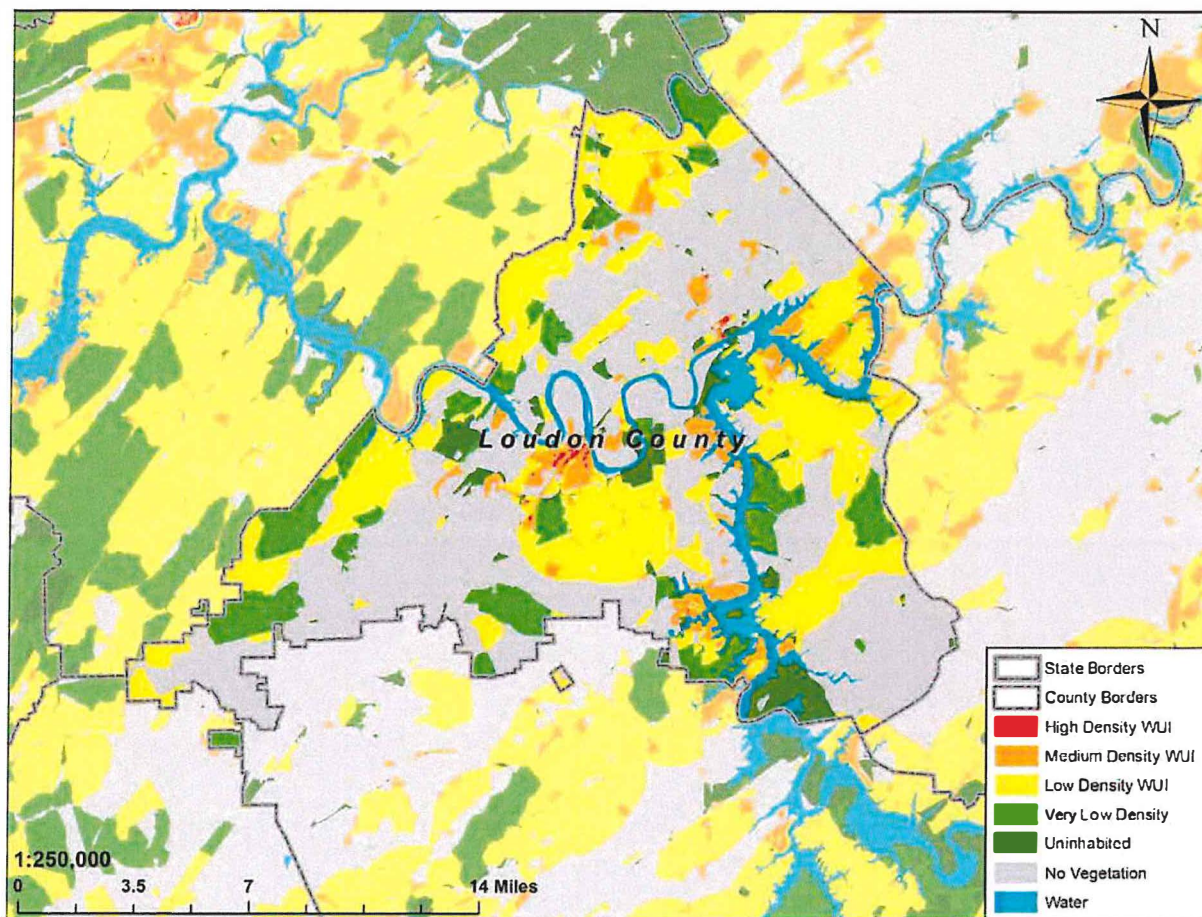 N
Loudon County
State Borders
County Borders
High Density WUI
Medium Density WUI
Low Density WUI
Very Low Density
Uninhabited
No Vegetation
Water
1:250,000
0 3.5 7 14 Miles